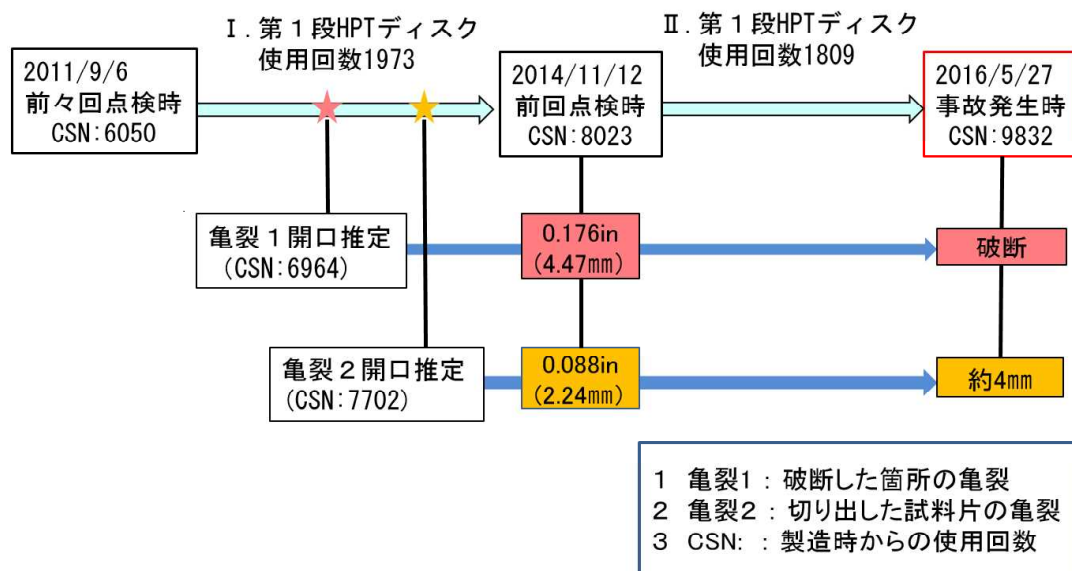 Ⅰ.第1段HPTディスク
使用回数1973
Ⅱ.第1段HPTディスク
使用回数1809
2011/9/6
前々回点検時
CSN:6050
2014/11/12
前回点検時
CSN:8023
2016/5/27
事故発生時
CSN:9832
亀裂1開口推定
(CSN:6964)
0.176in
(4.47㎜)
破断
亀裂2開口推定
(CSN:7702)
0.088in
(2.24㎜)
約4㎜
1 亀裂1:破断した箇所の亀裂
2 亀裂2:切り出した試料片の亀裂
3 CSN: :製造時からの使用回数